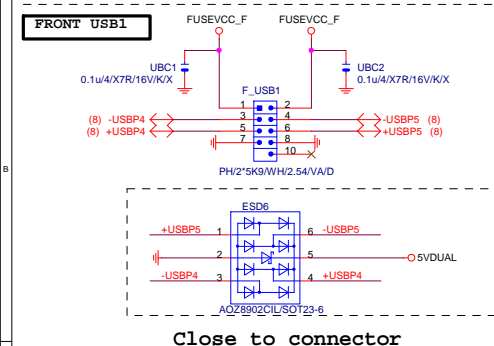 FRONT USB1
FUSEVCC_F FUSEVCC_F
UBC1
0.1u/4/X7R/16V/K/X
UBC2
0.1u/4/X7R/16V/K/X
F_USB1
1 2
(8) -USBP4 3 4 -USBP5 (8)
(8) +USBP4 5 6 +USBP5 (8)
7 8
10
PH/2*5K9/WH/2.54/VA/D
B
ESD6
+USBP5 1 6 -USBP5
2 5 5VDUAL
-USBP4 3 4 +USBP4
AOZ8902CIL/SOT23-6
Close to connector